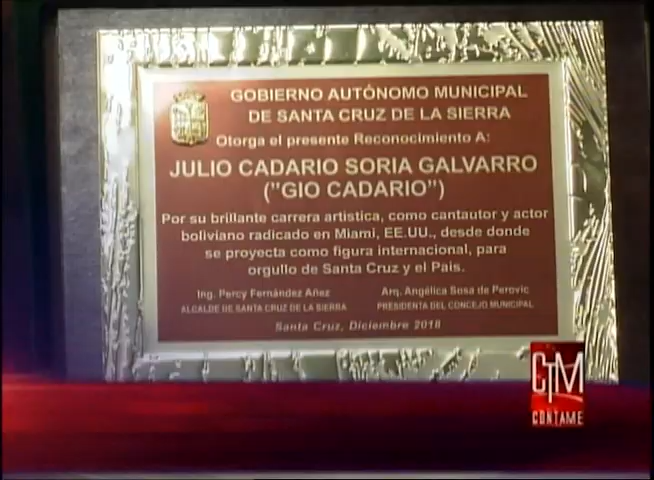 GOBIERNO AUTÓNOMO MUNICIPAL
DE SANTA CRUZ DE LA SIERRA
Otorga el presente Reconocimiento A:
JULIO CADARIO SORIA GALVARRO
("GIO CADARIO")
Por su brillante carrera artistica, como cantautor y actor
boliviano radicado en Miami, EE.UU., desde donde
se proyecta como figura internacional, para
orgullo de Santa Cruz y el Pais.
Ing. Percy Fernández Añez
ALCALDE DE SANTA CRUZ DE LA SIERRA
Arq. Angélica Sosa de Perovic
PRESIDENTA DEL CONCEJO MUNICIPAL
Santa Cruz, Diciembre 2018
CTM
CONTAME